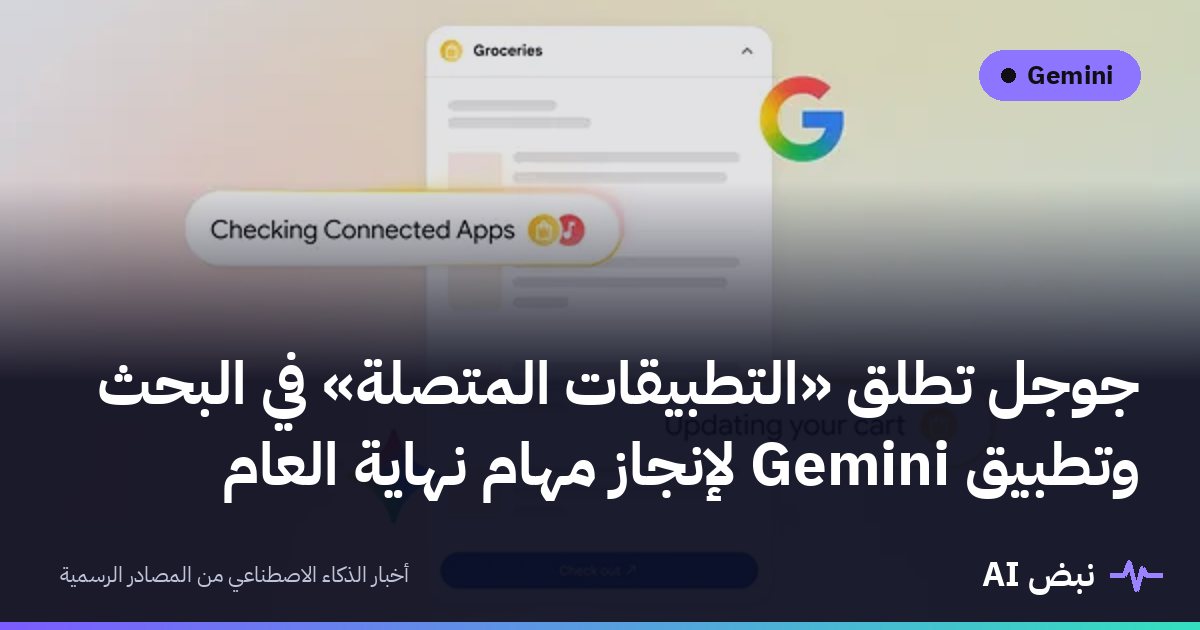 Groceries
Gemini
Checking Connected Apps
جوجل تطلق «التطبيقات المتصلة» في البحث
Updating your cart
وتطبيق Gemini لإنجاز مهام نهاية العام
Check out
نبض AI
أخبار الذكاء الاصطناعي من المصادر الرسمية